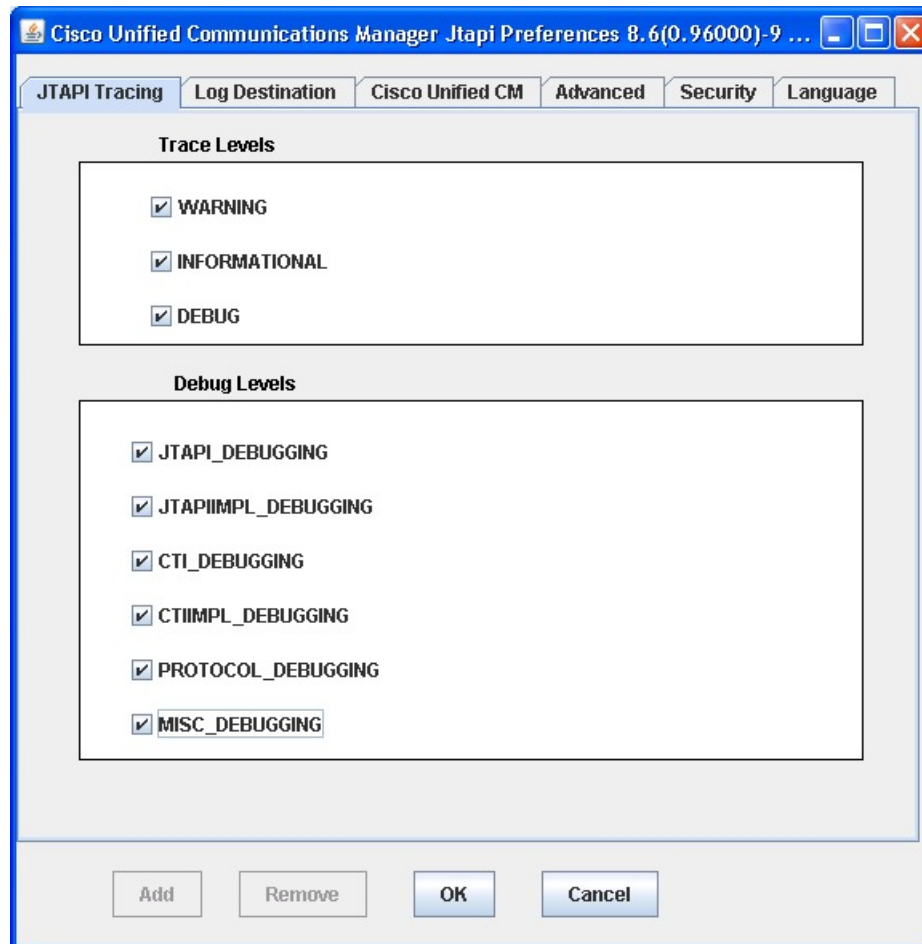 Cisco Unified Communications Manager Jtapi Preferences 8.6(0.96000)-9 ...
JTAPI Tracing Log Destination Cisco Unified CM Advanced Security Language
Trace Levels
WARNING
INFORMATIONAL
DEBUG
Debug Levels
JTAPI_DEBUGGING
JTAPIIMPL_DEBUGGING
CTI_DEBUGGING
CTIIMPL_DEBUGGING
PROTOCOL_DEBUGGING
MISC_DEBUGGING
Add Remove OK Cancel